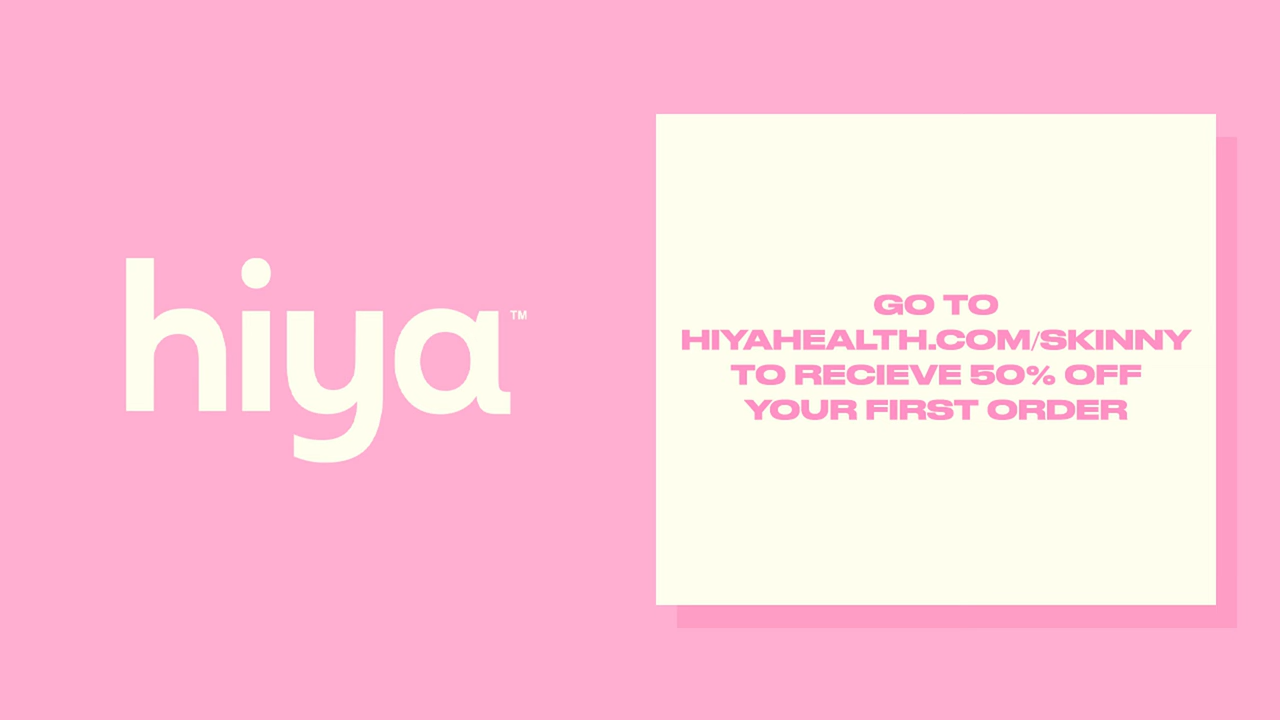 hiya™
GO TO
HIYAHEALTH.COM/SKINNY
TO RECIEVE 50% OFF
YOUR FIRST ORDER